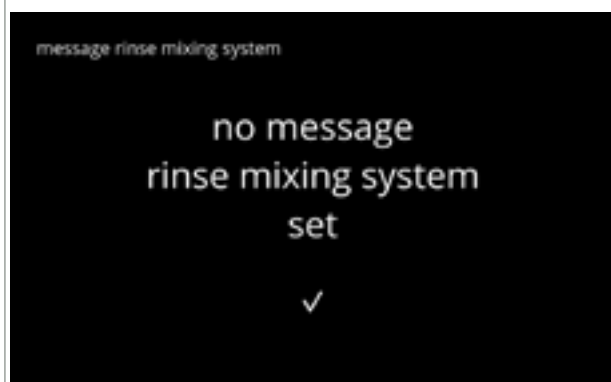 message rinse mixing system
no message
rinse mixing system
set
✓